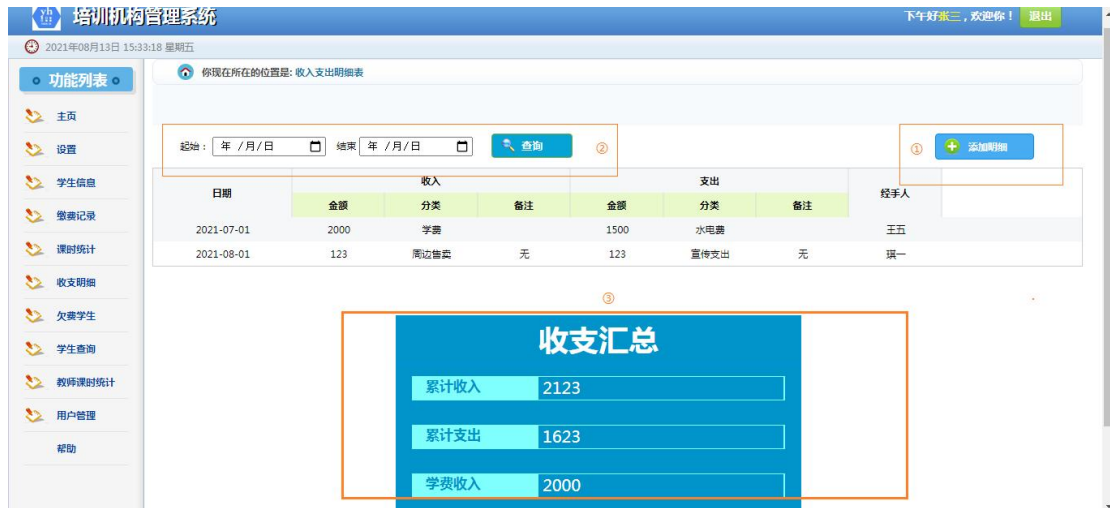 yh
培训机构管理系统
下午好张三，欢迎你！ 退出
2021年08月13日 15:33:18 星期五
功能列表
你现在所在的位置是: 收入支出明细表
主页
设置
学生信息
缴费记录
课时统计
收支明细
欠费学生
学生查询
教师课时统计
用户管理
帮助
起始： 年 /月/日 结束 年 /月/日 查询 ②
① 添加明细
日期 收入 支出 经手人
金额 分类 备注 金额 分类 备注
2021-07-01 2000 学费 1500 水电费 王五
2021-08-01 123 周边售卖 无 123 宣传支出 无 琪一
③
收支汇总
累计收入 2123
累计支出 1623
学费收入 2000